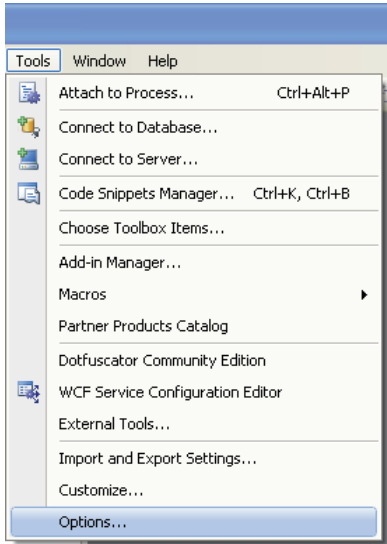 Tools Window Help
Attach to Process... Ctrl+Alt+P
Connect to Database...
Connect to Server...
Code Snippets Manager... Ctrl+K, Ctrl+B
Choose Toolbox Items...
Add-in Manager...
Macros
Partner Products Catalog
Dotfuscator Community Edition
WCF Service Configuration Editor
External Tools...
Import and Export Settings...
Customize...
Options...